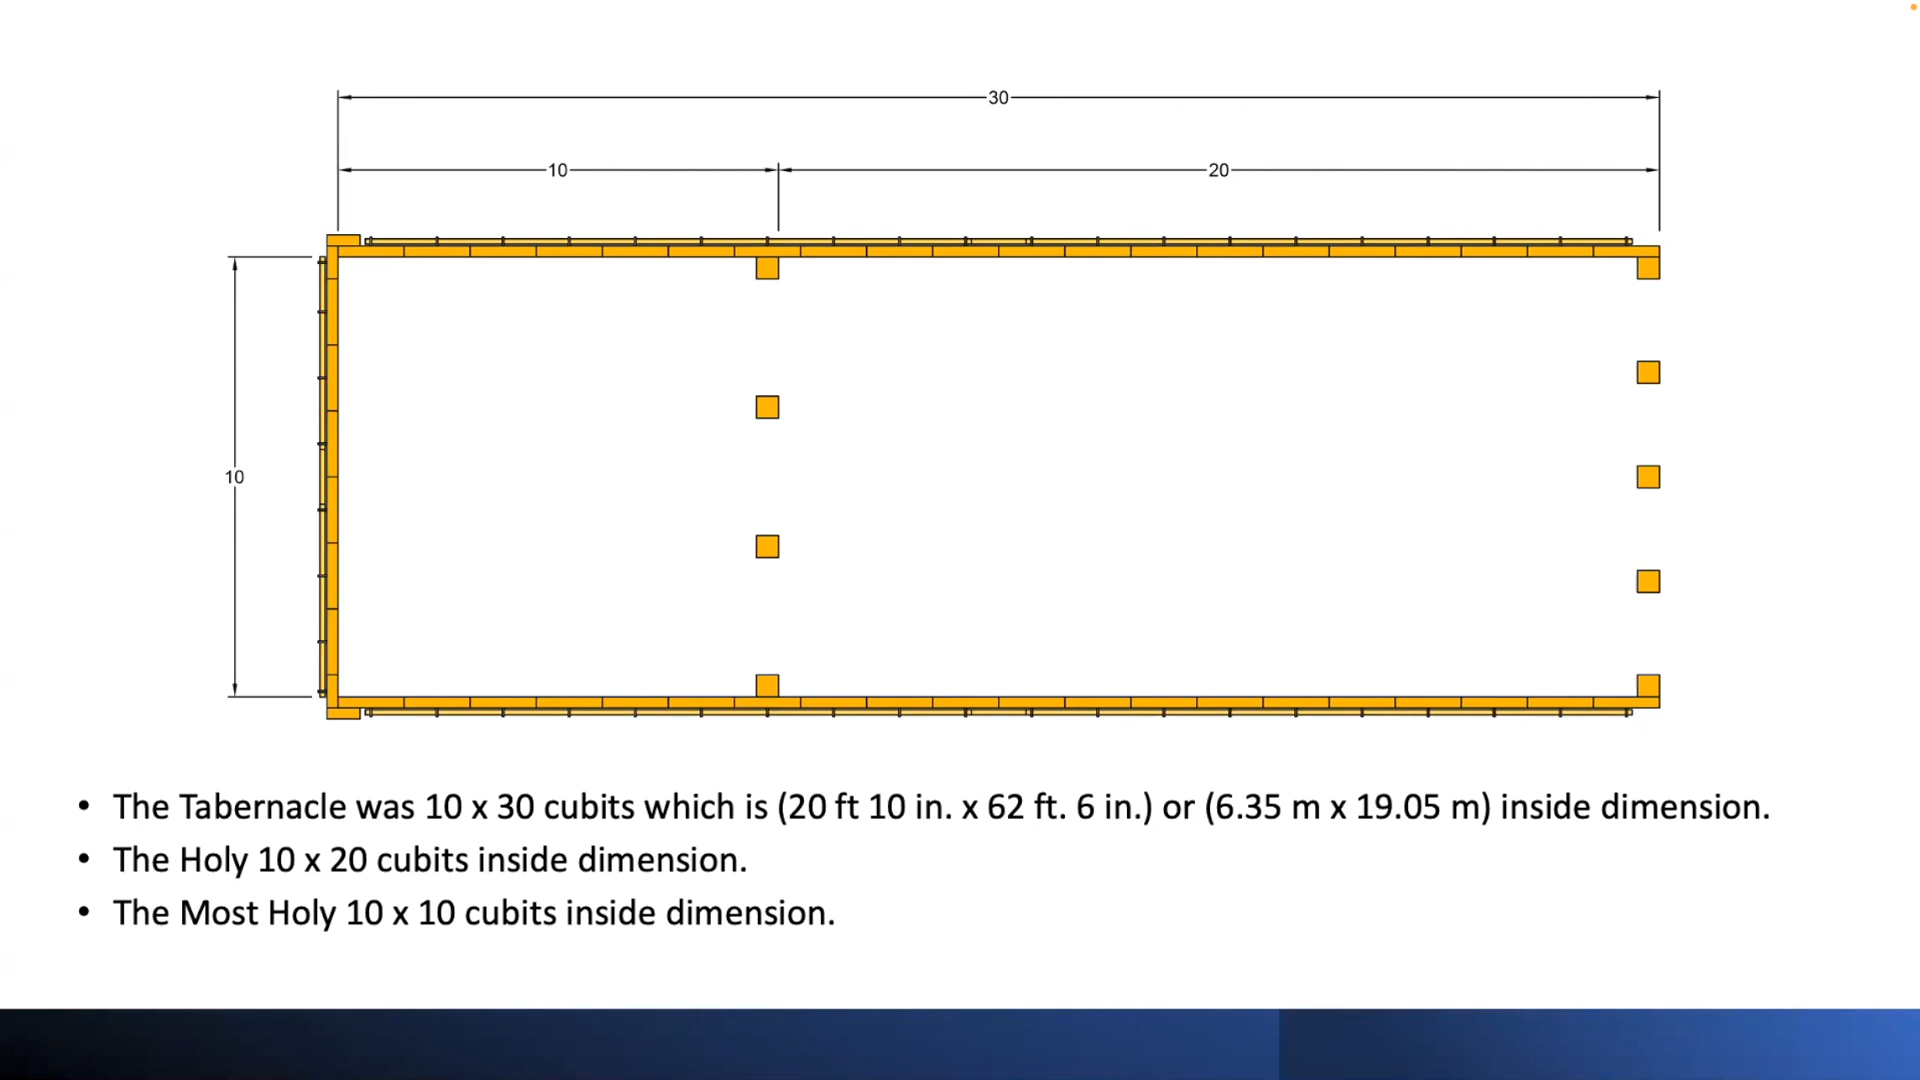 30
10
20
10
• The Tabernacle was 10 x 30 cubits which is (20 ft 10 in. x 62 ft. 6 in.) or (6.35 m x 19.05 m) inside dimension.
• The Holy 10 x 20 cubits inside dimension.
• The Most Holy 10 x 10 cubits inside dimension.